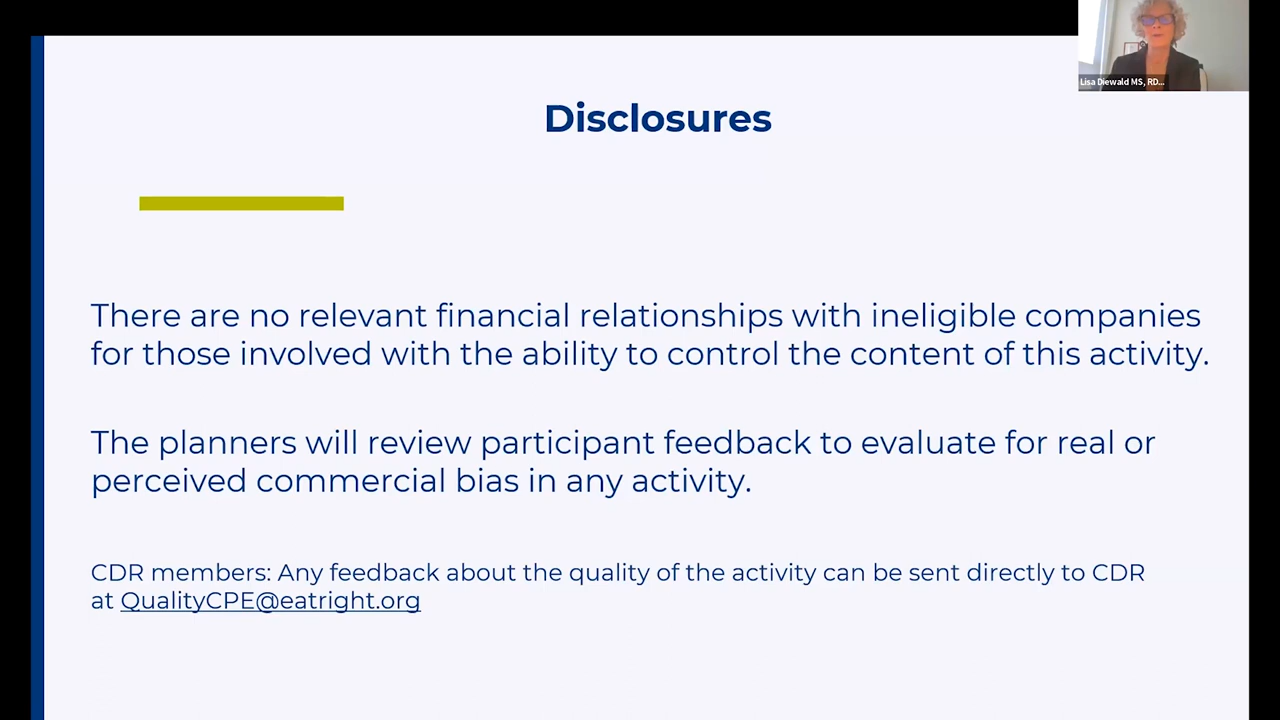 Lisa Diewald MS, RD...
Disclosures
There are no relevant financial relationships with ineligible companies
for those involved with the ability to control the content of this activity.
The planners will review participant feedback to evaluate for real or
perceived commercial bias in any activity.
CDR members: Any feedback about the quality of the activity can be sent directly to CDR
at QualityCPE@eatright.org